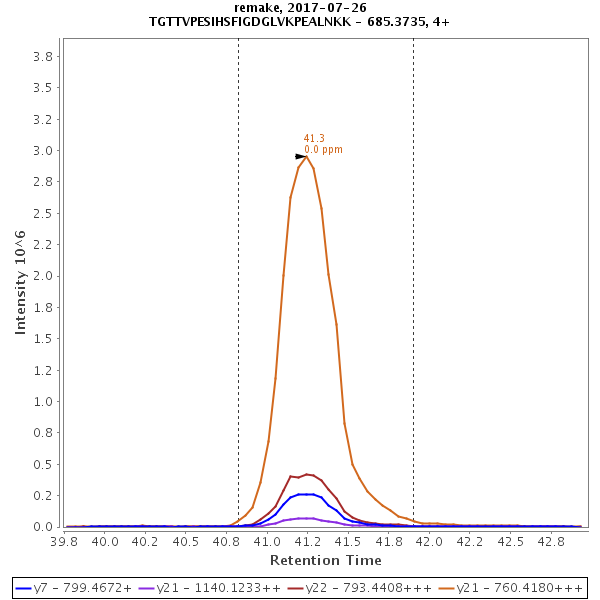 remake, 2017-07-26
TGTTVPESIHSFIGDGLVKPEALNKK - 685.3735, 4+
41.3
0.0 ppm
Intensity 10^6
3.8
3.5
3.2
3.0
2.8
2.5
2.2
2.0
1.8
1.5
1.2
1.0
0.8
0.5
0.2
0.0
39.8 40.0 40.2 40.5 40.8 41.0 41.2 41.5 41.8 42.0 42.2 42.5 42.8
Retention Time
y7 - 799.4672+ y21 - 1140.1233++ y22 - 793.4408+++ y21 - 760.4180+++